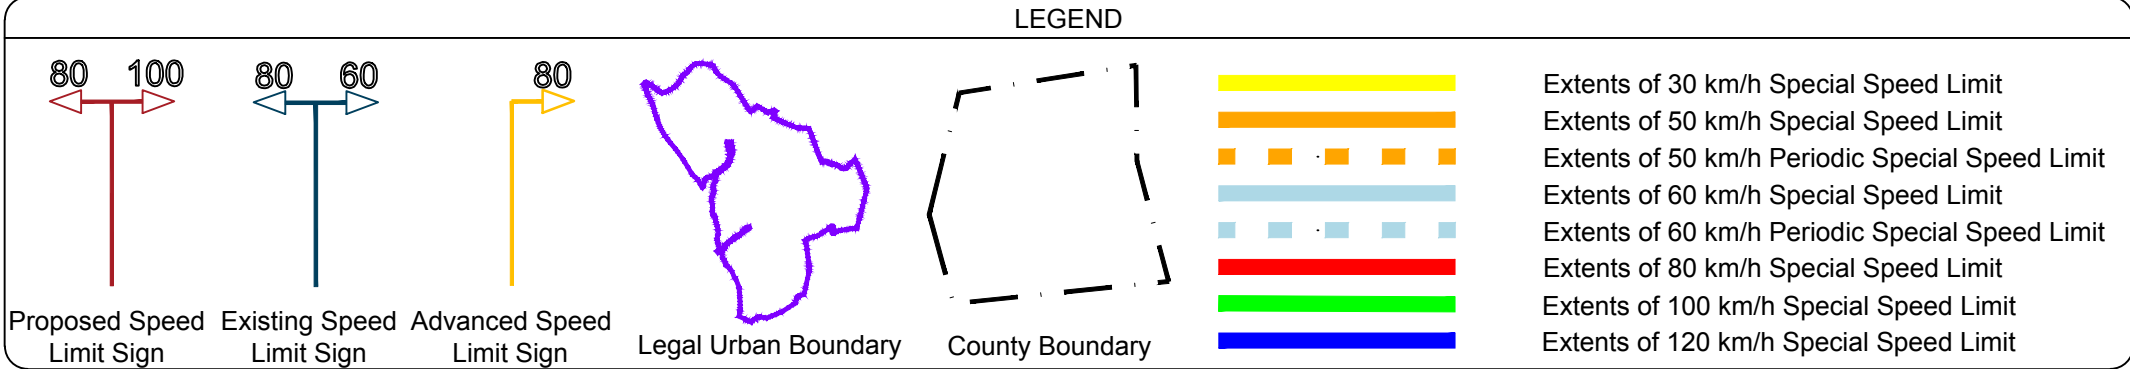 LEGEND
80 100
80 60
80
Proposed Speed
Limit Sign
Existing Speed
Limit Sign
Advanced Speed
Limit Sign
Legal Urban Boundary
County Boundary
Extents of 30 km/h Special Speed Limit
Extents of 50 km/h Special Speed Limit
Extents of 50 km/h Periodic Special Speed Limit
Extents of 60 km/h Special Speed Limit
Extents of 60 km/h Periodic Special Speed Limit
Extents of 80 km/h Special Speed Limit
Extents of 100 km/h Special Speed Limit
Extents of 120 km/h Special Speed Limit